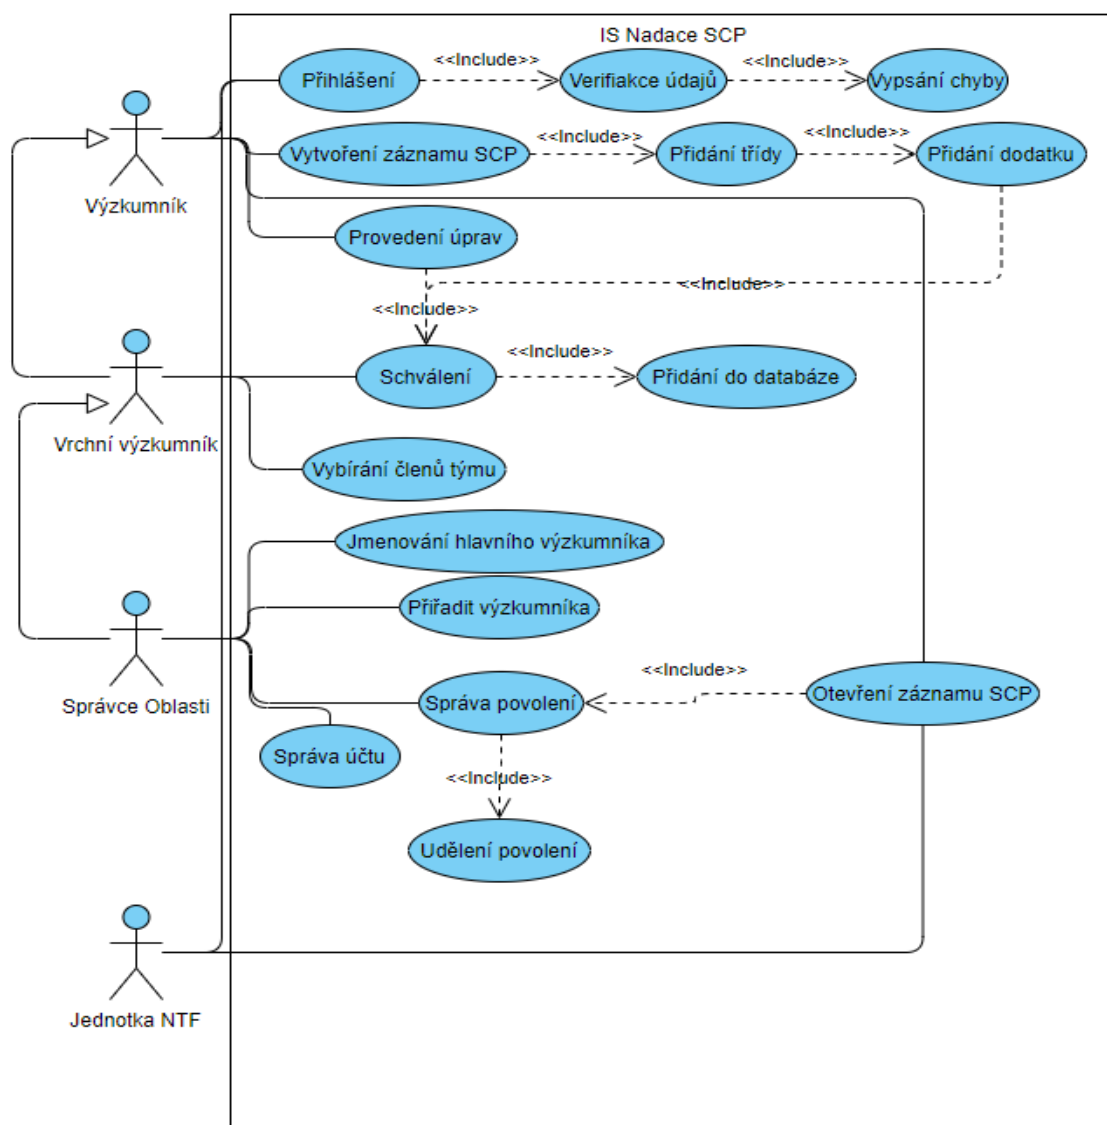 IS Nadace SCP
<<Include>>
<<Include>>
Přihlášení
Verifiakce údajů
Vypsání chyby
<<Include>>
<<Include>>
Vytvoření záznamu SCP
Přidání třídy
Přidání dodatku
Výzkumník
Provedení úprav
<<Include>>
<<Include>>
<<Include>>
Schválení
Přidání do databáze
Vrchní výzkumník
Vybírání členů týmu
Jmenování hlavního výzkumníka
Přiřadit výzkumníka
<<Include>>
Správa povolení
Otevření záznamu SCP
Správce Oblasti
Správa účtu
<<Include>>
Udělení povolení
Jednotka NTF